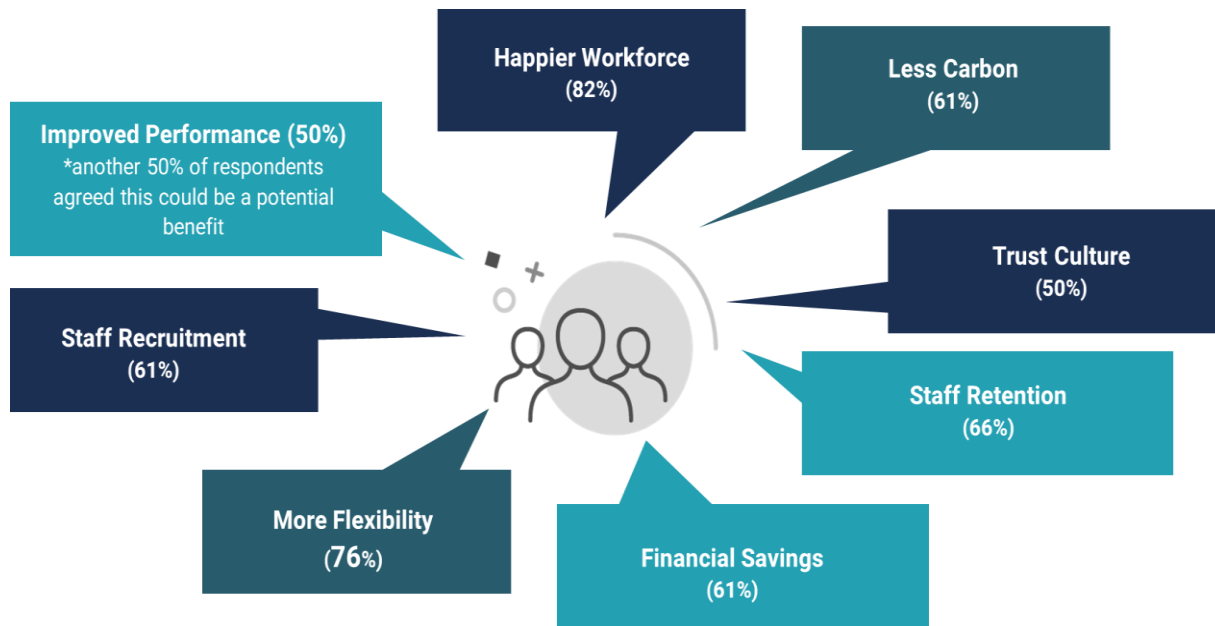 Happier Workforce
(82%)
Less Carbon
(61%)
Improved Performance (50%)
*another 50% of respondents
agreed this could be a potential
benefit
Trust Culture
(50%)
Staff Recruitment
(61%)
Staff Retention
(66%)
More Flexibility
(76%)
Financial Savings
(61%)